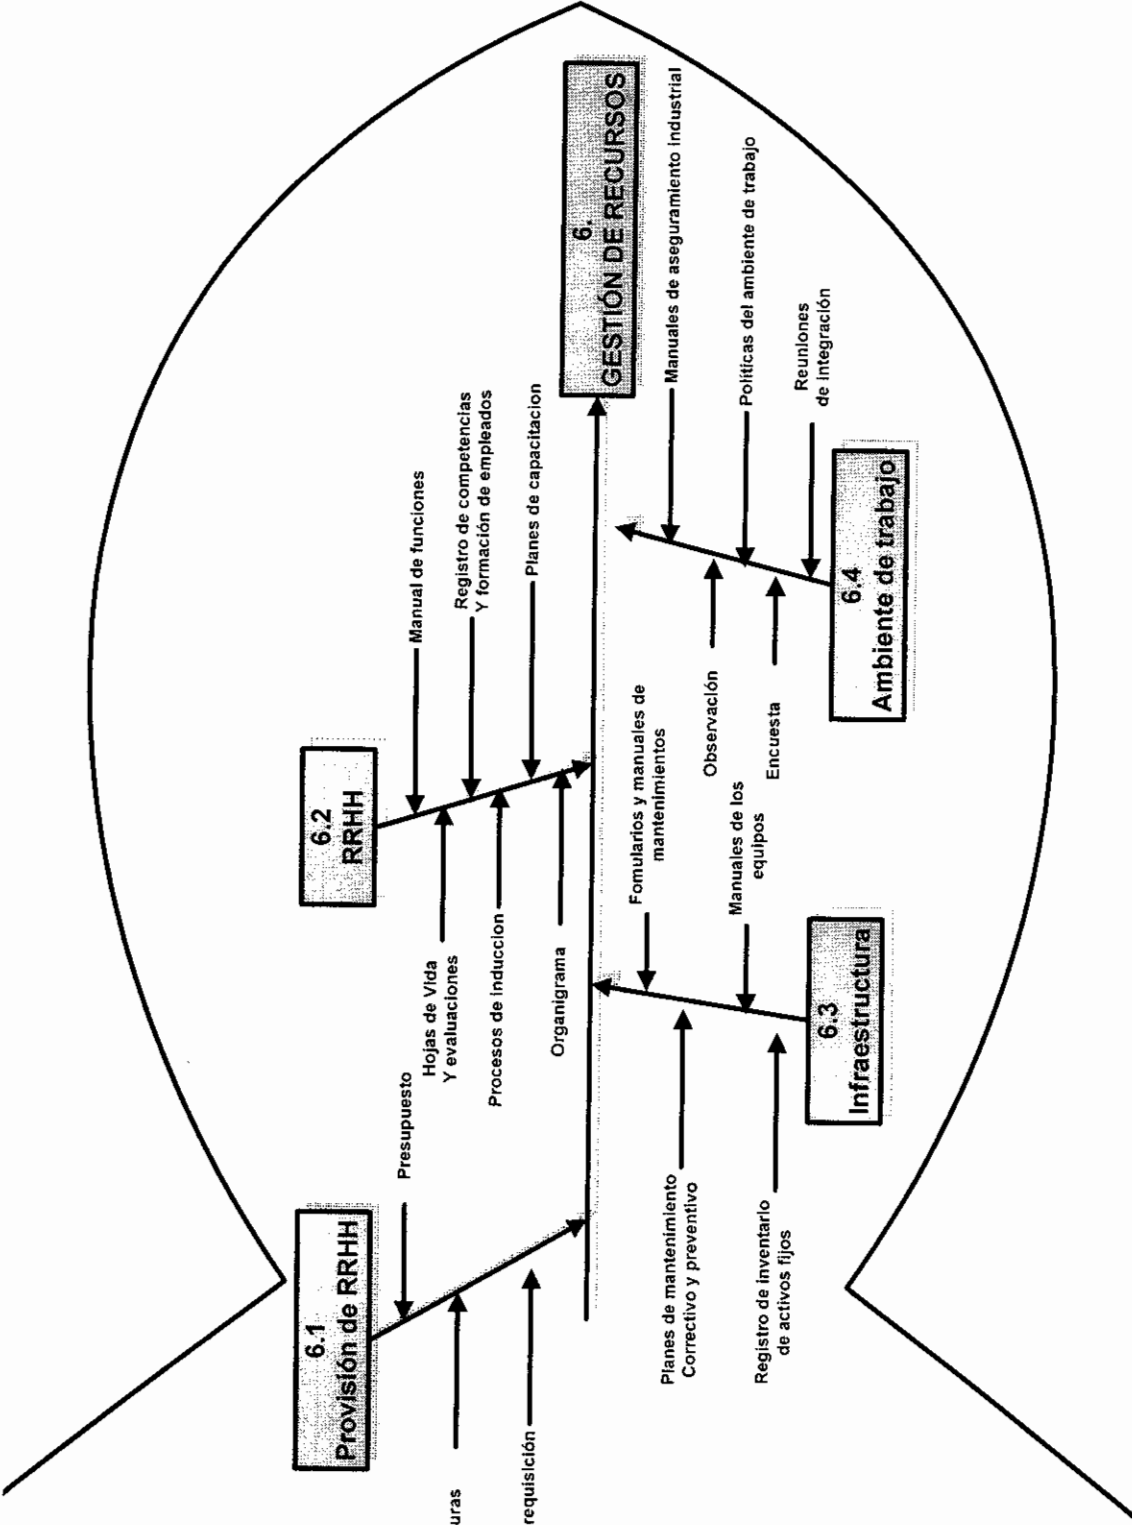 6.1
Provisión de RRHH
Presupuesto
uras
requisición
6.2
RRHH
Manual de funciones
Hojas de Vida
Y evaluaciones
Registro de competencias
Y formación de empleados
Procesos de induccion
Planes de capacitacion
Organigrama
6.
GESTIÓN DE RECURSOS
Fomularios y manuales de
mantenimientos
Planes de mantenimiento
Correctivo y preventivo
Manuales de los
equipos
Registro de inventario
de activos fijos
6.3
Infraestructura
Manuales de aseguramiento industrial
Observación
Políticas del ambiente de trabajo
Encuesta
Reuniones
de integración
6.4
Ambiente de trabajo